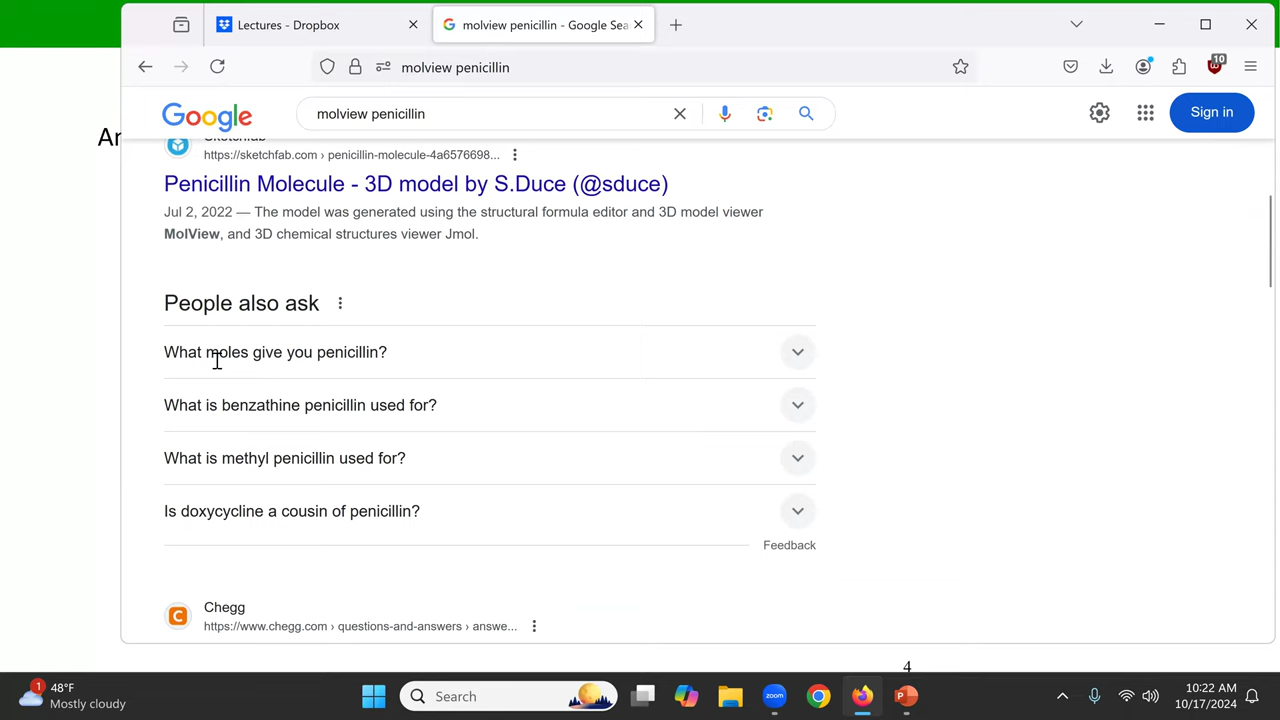 Lectures - Dropbox
molview penicillin - Google Sea
10
molview penicillin
Google
molview penicillin
Sign in
Ar
Sketchfab
https://sketchfab.com › penicillin-molecule-4a6576698...
Penicillin Molecule - 3D model by S.Duce (@sduce)
Jul 2, 2022 — The model was generated using the structural formula editor and 3D model viewer
MolView, and 3D chemical structures viewer Jmol.
People also ask
What moles give you penicillin?
What is benzathine penicillin used for?
What is methyl penicillin used for?
Is doxycycline a cousin of penicillin?
Feedback
Chegg
C
https://www.chegg.com › questions-and-answers › answe...
4
1
48°F
Mostly cloudy
Search
zoom
10:22 AM
10/17/2024